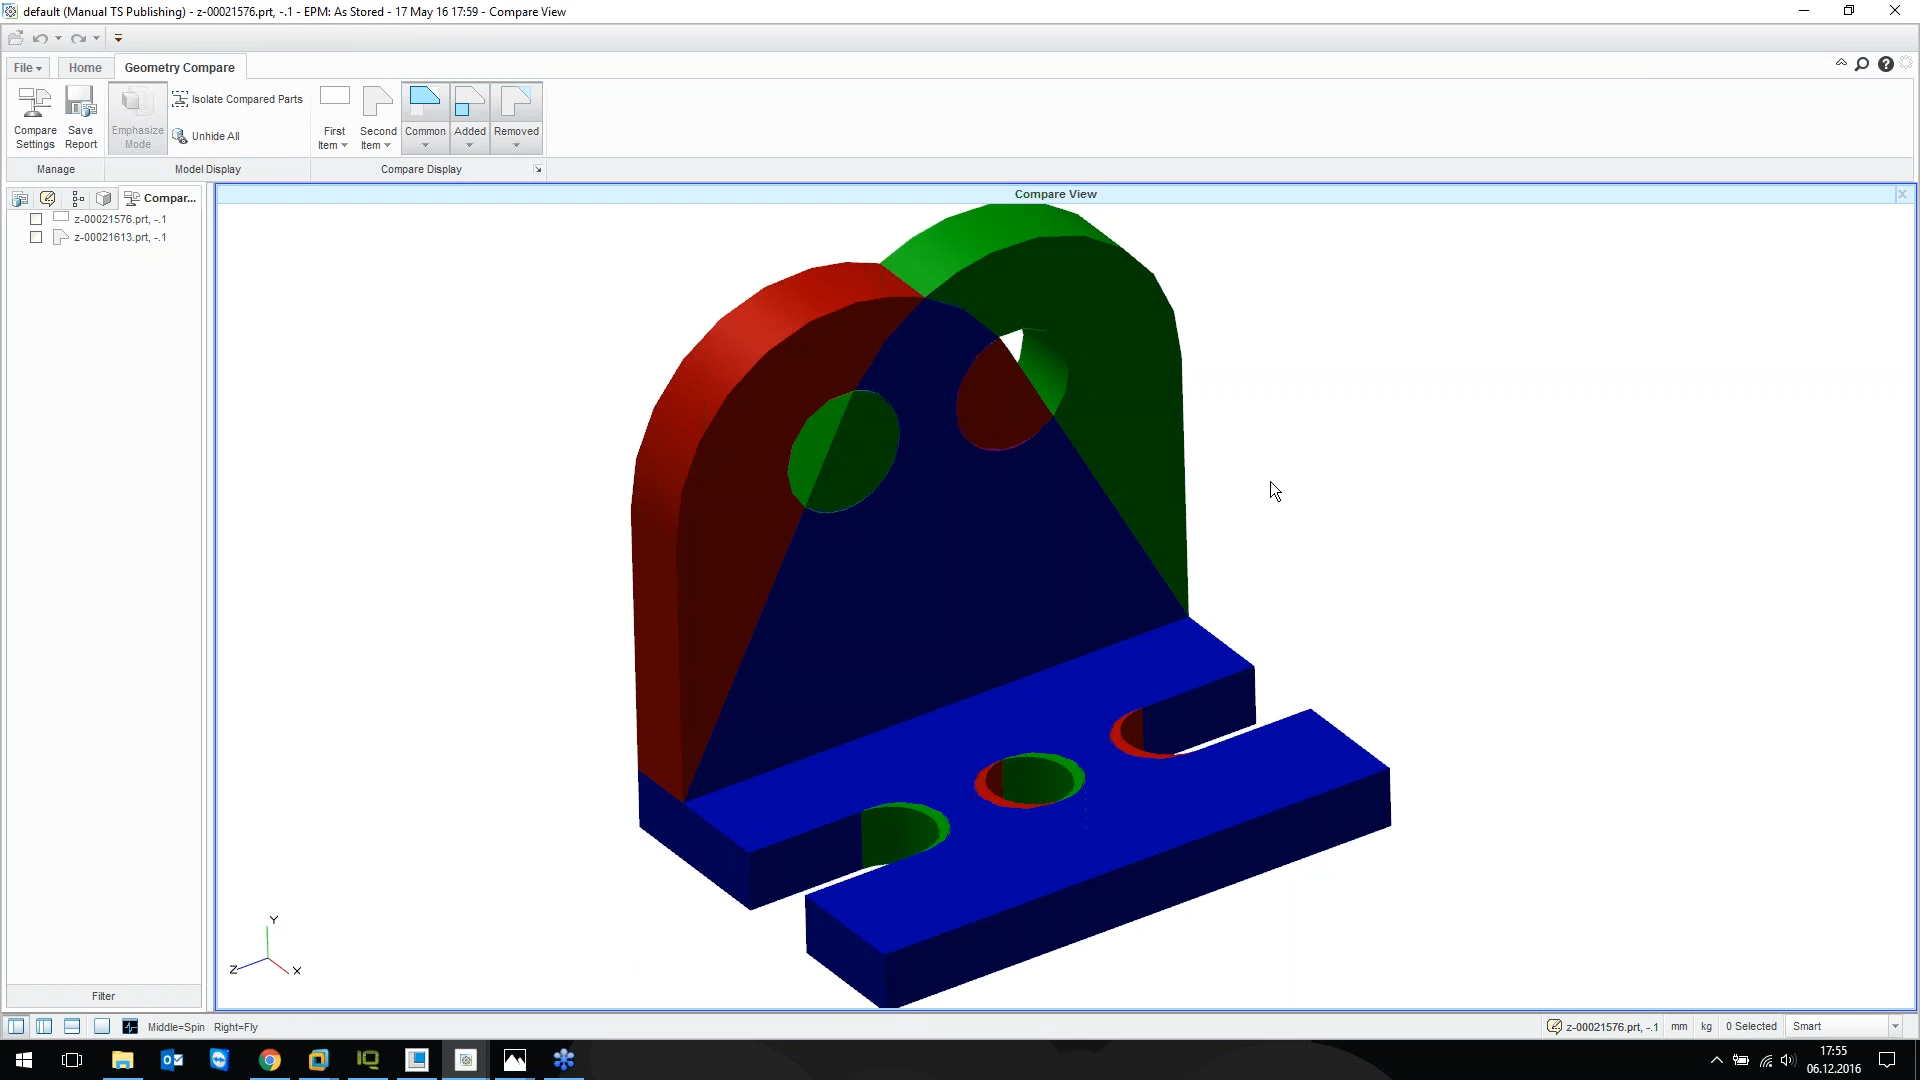 default (Manual TS Publishing) - z-00021576.prt, -.1 - EPM: As Stored - 17 May 16 17:59 - Compare View
File Home Geometry Compare
Compare Settings
Save Report
Emphasize Mode
Isolate Compared Parts
Unhide All
First Item
Second Item
Common
Added
Removed
Manage
Model Display
Compare Display
Compar...
z-00021576.prt, -.1
z-00021613.prt, -.1
Filter
Compare View
Y
Z
X
Middle=Spin Right=Fly
z-00021576.prt, -.1 mm kg 0 Selected Smart
IQ
17:55
06.12.2016